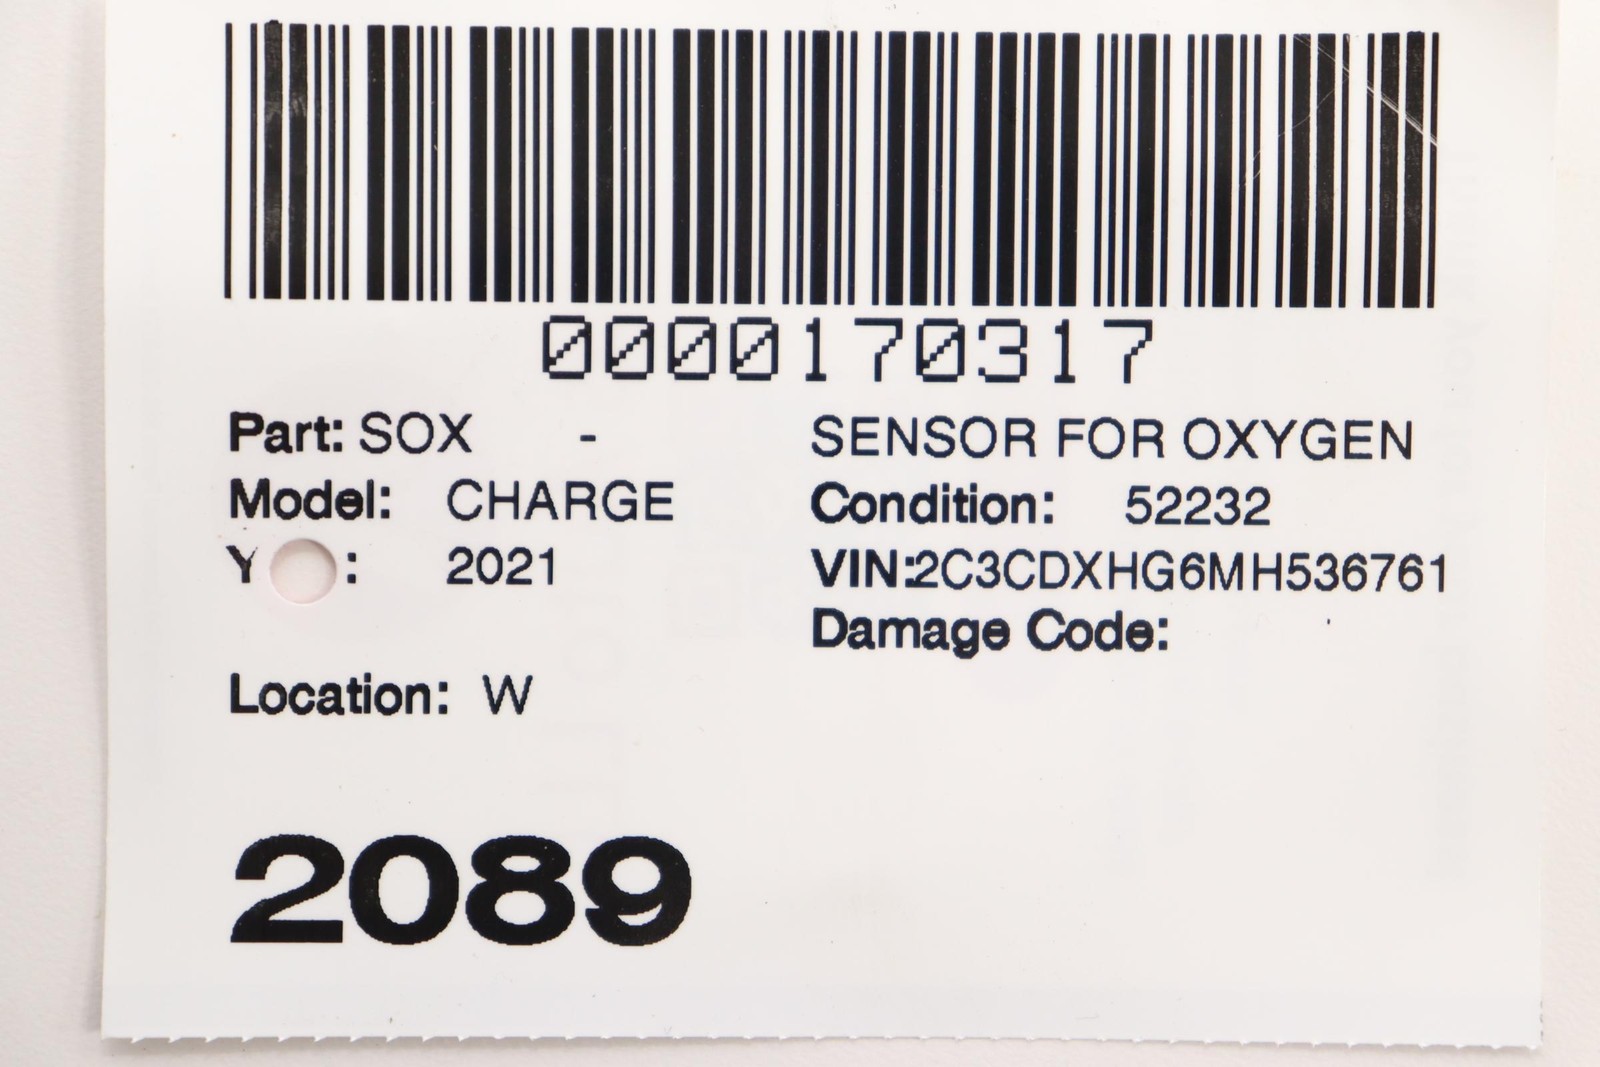 0000170317
Part: SOX - SENSOR FOR OXYGEN
Model: CHARGE Condition: 52232
Y : 2021 VIN:2C3CDXHG6MH536761
Damage Code:
Location: W
2089